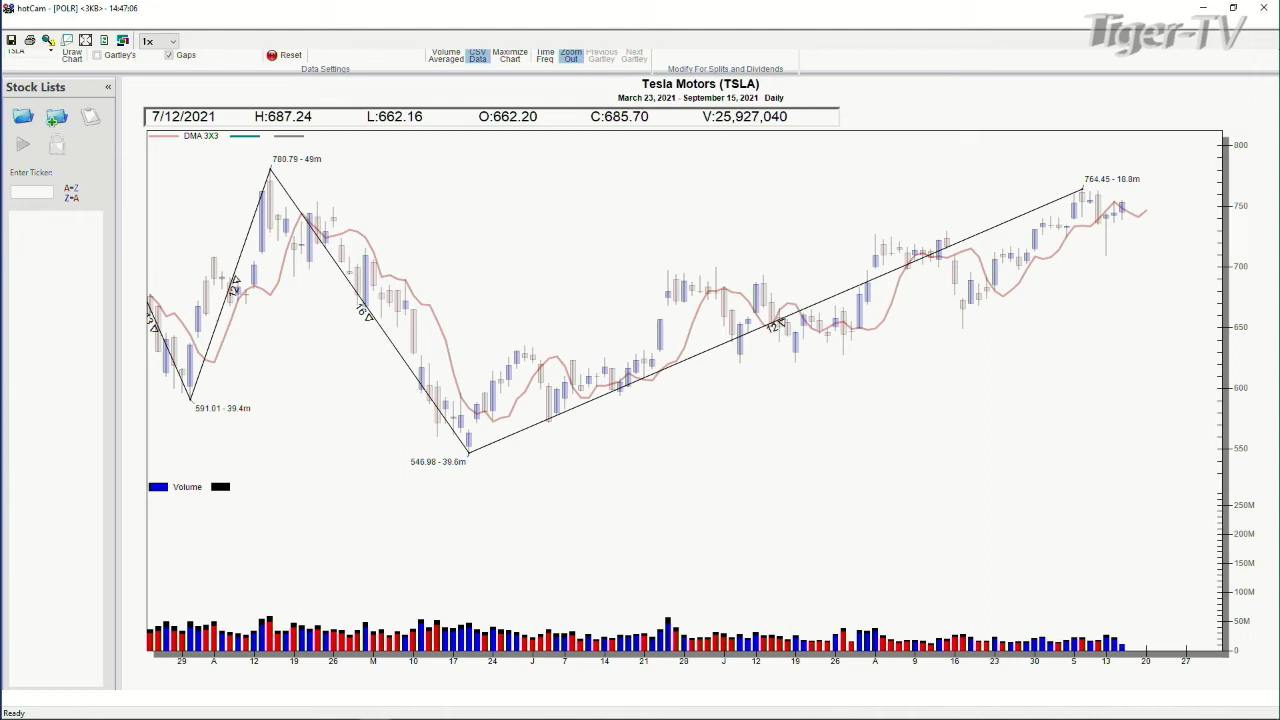 hotCam - [POLR] <3KB> - 14:47:06
Tiger-TV
1x
TSLA
Draw Chart
Gartley's
Gaps
Reset
Volume Averaged
CSV Data
Maximize Chart
Time Freq
Zoom Out
Previous Gartley
Next Gartley
Data Settings
Modify For Splits and Dividends
Stock Lists «
Enter Ticker:
A=Z
Z=A
Tesla Motors (TSLA)
March 23, 2021 - September 15, 2021 Daily
7/12/2021 H:687.24 L:662.16 O:662.20 C:685.70 V:25,927,040
DMA 3X3
780.79 - 49m
764.45 - 18.8m
591.01 - 39.4m
546.98 - 39.6m
12
16
12
800
750
700
650
600
550
Volume
250M
200M
150M
100M
50M
0
29 A 12 19 26 M 10 17 24 J 7 14 21 28 J 12 19 26 A 9 16 23 30 S 13 20 27
Ready